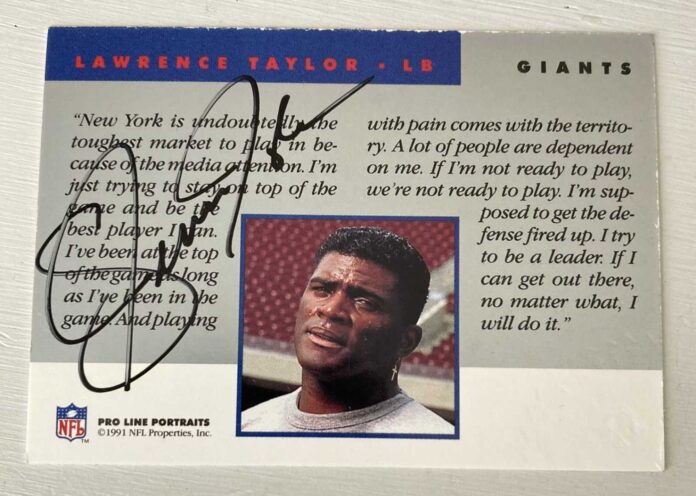 LAWRENCE TAYLOR · LB
GIANTS
“New York is undoubtedly the
toughest market to play in be-
cause of the media attention. I’m
just trying to stay on top of the
game and be the
best player I can.
I’ve been at the top
of the game as long
as I’ve been in the
game. And playing
with pain comes with the territo-
ry. A lot of people are dependent
on me. If I’m not ready to play,
we’re not ready to play. I’m sup-
posed to get the de-
fense fired up. I try
to be a leader. If I
can get out there,
no matter what, I
will do it.”
NFL
TM
PRO LINE PORTRAITS
©1991 NFL Properties, Inc.